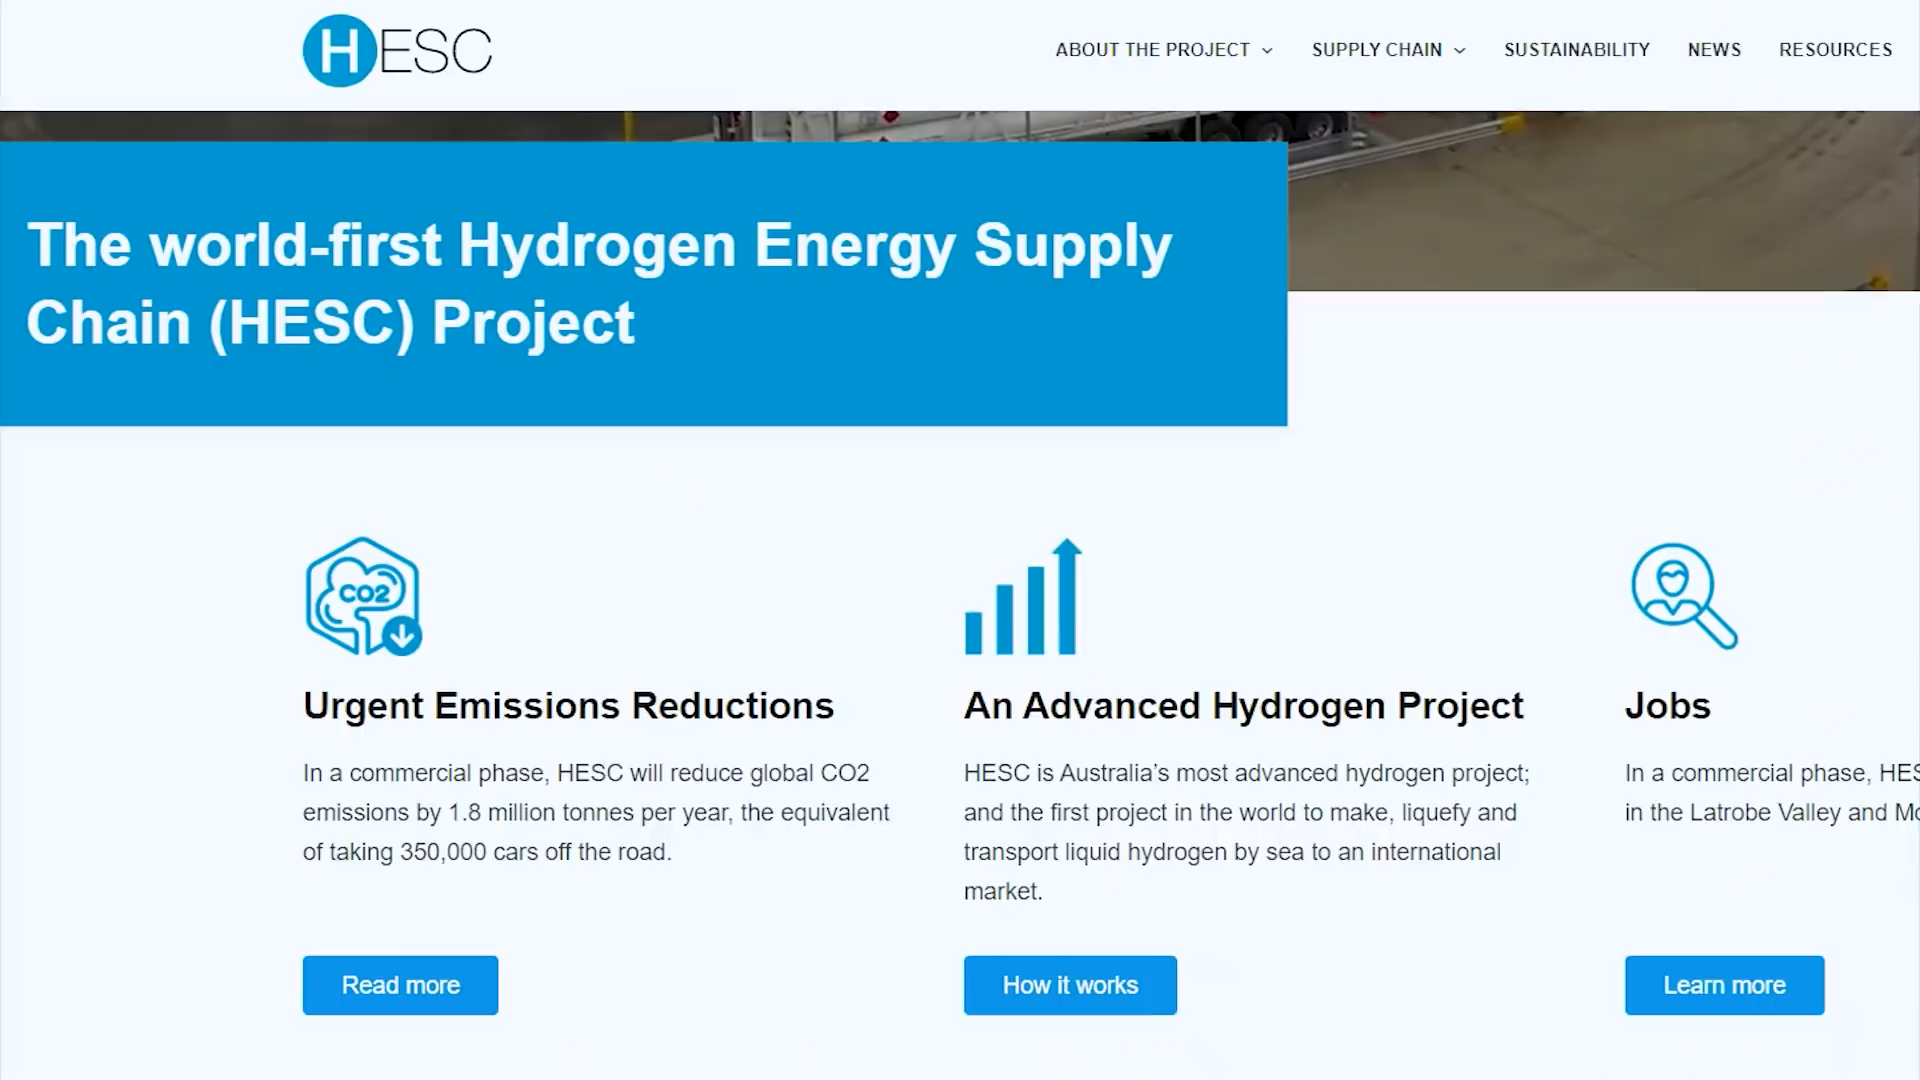 HESC
ABOUT THE PROJECT
SUPPLY CHAIN
SUSTAINABILITY
NEWS
RESOURCES
The world-first Hydrogen Energy Supply
Chain (HESC) Project
CO2
Urgent Emissions Reductions
In a commercial phase, HESC will reduce global CO2
emissions by 1.8 million tonnes per year, the equivalent
of taking 350,000 cars off the road.
Read more
An Advanced Hydrogen Project
HESC is Australia’s most advanced hydrogen project;
and the first project in the world to make, liquefy and
transport liquid hydrogen by sea to an international
market.
How it works
Jobs
In a commercial phase,
in the Latrobe Valley and
Learn more